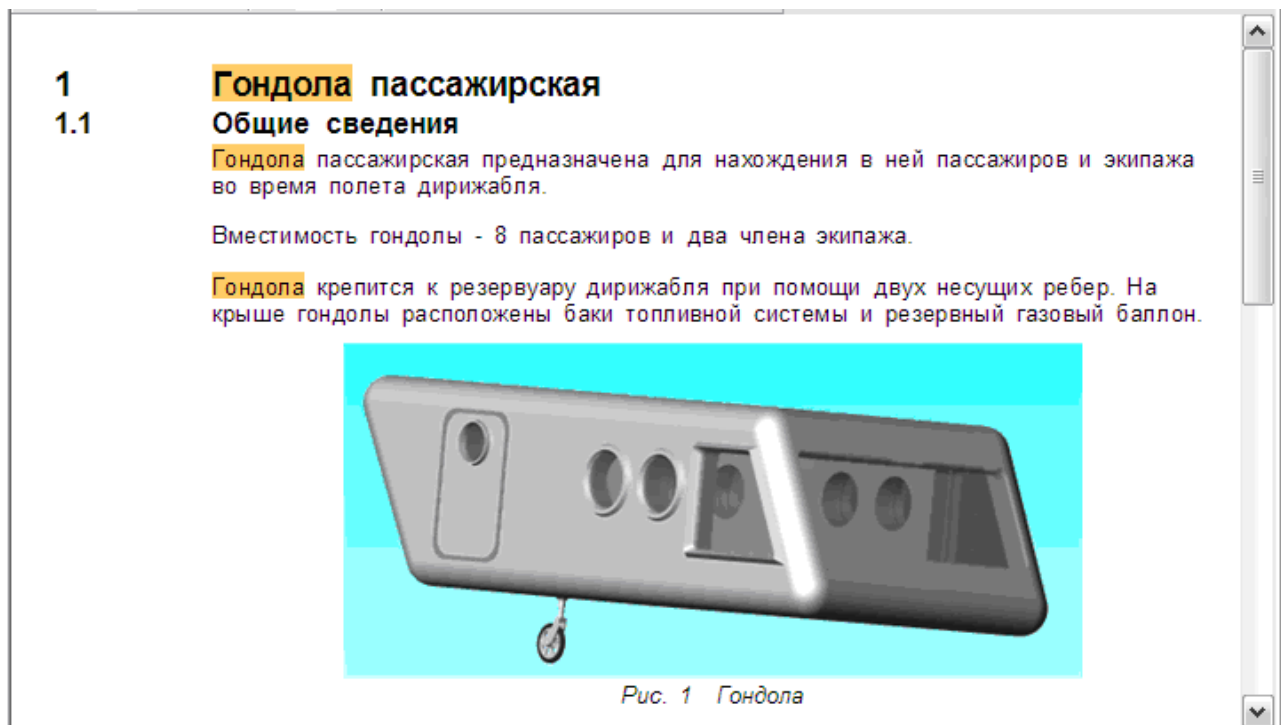 1 Гондола пассажирская
1.1 Общие сведения
Гондола пассажирская предназначена для нахождения в ней пассажиров и экипажа
во время полета дирижабля.
Вместимость гондолы - 8 пассажиров и два члена экипажа.
Гондола крепится к резервуару дирижабля при помощи двух несущих ребер. На
крыше гондолы расположены баки топливной системы и резервный газовый баллон.
Рис. 1 Гондола